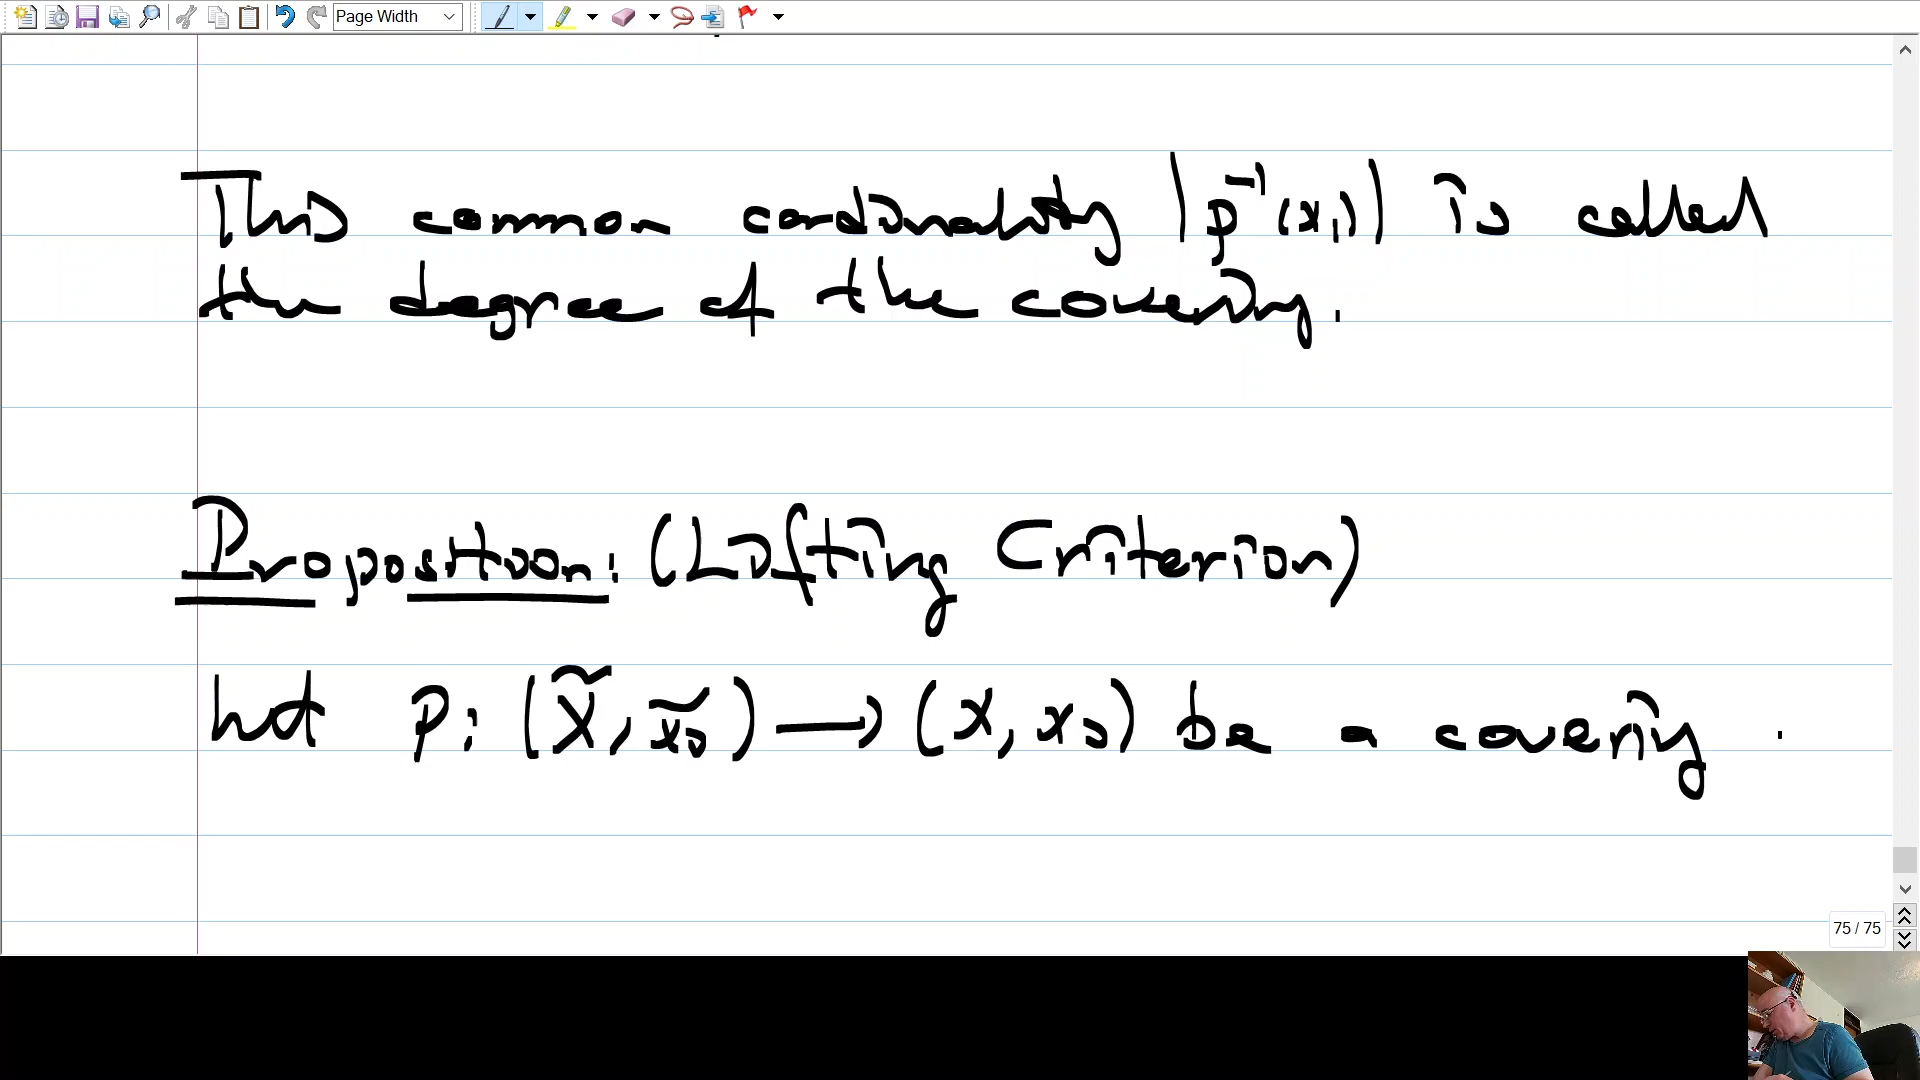 Page Width
This common cardinality |p⁻¹(x₁)| is called
the degree of the covering.
Proposition: (Lifting Criterion)
Let p: (X̃, x̃₀) ⟶ (X, x₀) be a covering
75 / 75